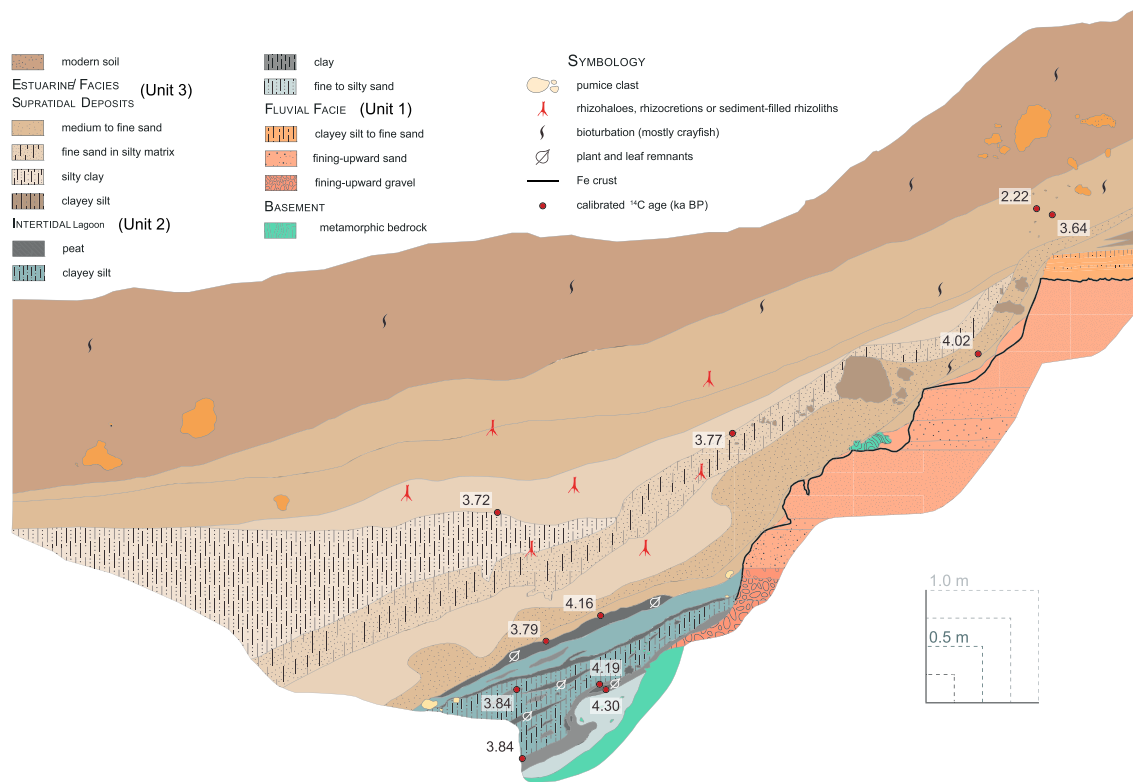 modern soil
ESTUARINE/ FACIES
SUPRATIDAL DEPOSITS
(Unit 3)
medium to fine sand
fine sand in silty matrix
silty clay
clayey silt
INTERTIDAL Lagoon (Unit 2)
peat
clayey silt
clay
fine to silty sand
FLUVIAL FACIE (Unit 1)
clayey silt to fine sand
fining-upward sand
fining-upward gravel
BASEMENT
metamorphic bedrock
SYMBOLOGY
pumice clast
rhizohaloes, rhizocretions or sediment-filled rhizoliths
bioturbation (mostly crayfish)
plant and leaf remnants
Fe crust
calibrated ¹⁴C age (ka BP)
2.22
3.64
4.02
3.77
3.72
4.16
3.79
4.19
3.84
4.30
3.84
1.0 m
0.5 m